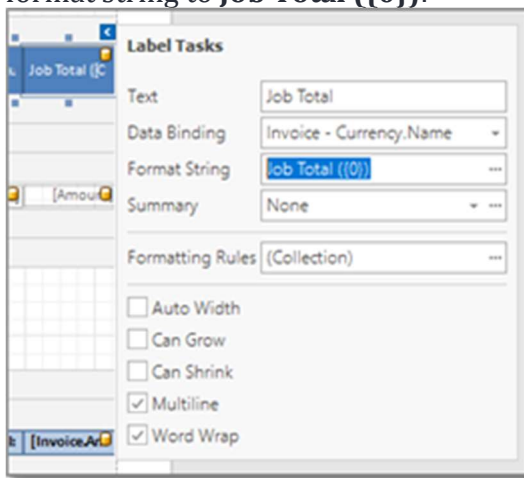 format string to Job Total ({0}).
Label Tasks
Job Total ({C
Text Job Total
Data Binding Invoice - Currency.Name
Format String Job Total ({0})
[Amou
Summary None
Formatting Rules (Collection)
Auto Width
Can Grow
Can Shrink
Multiline
[Invoice.Ar
Word Wrap